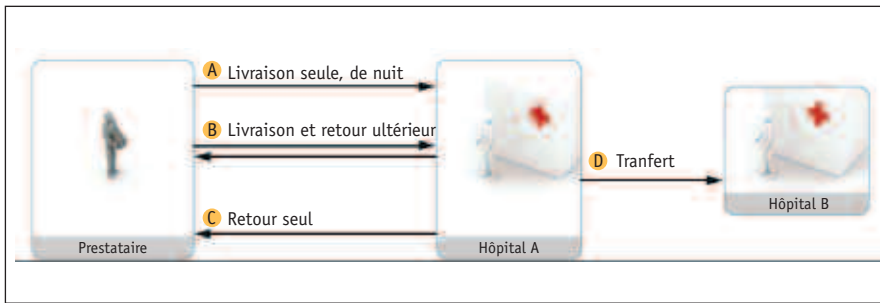 A Livraison seule, de nuit
B Livraison et retour ultérieur
D Tranfert
C Retour seul
Prestataire
Hôpital A
Hôpital B